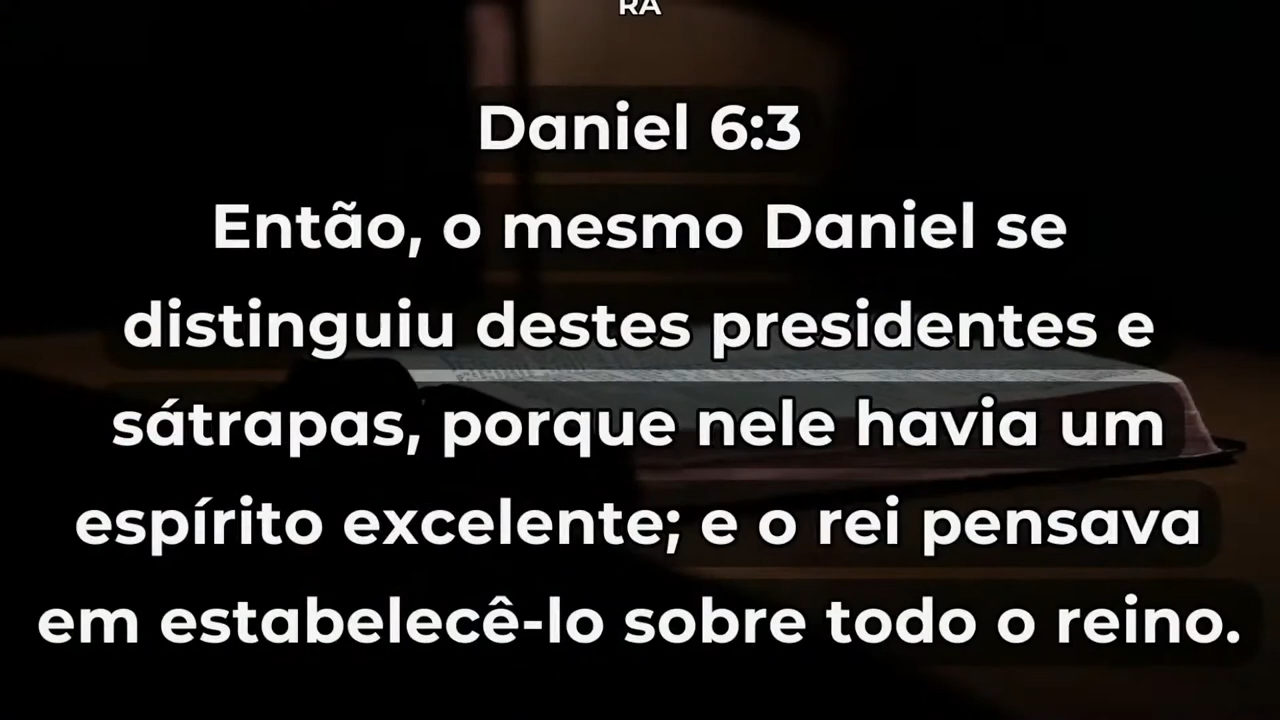 RA
Daniel 6:3
Então, o mesmo Daniel se
distinguiu destes presidentes e
sátrapas, porque nele havia um
espírito excelente; e o rei pensava
em estabelecê-lo sobre todo o reino.